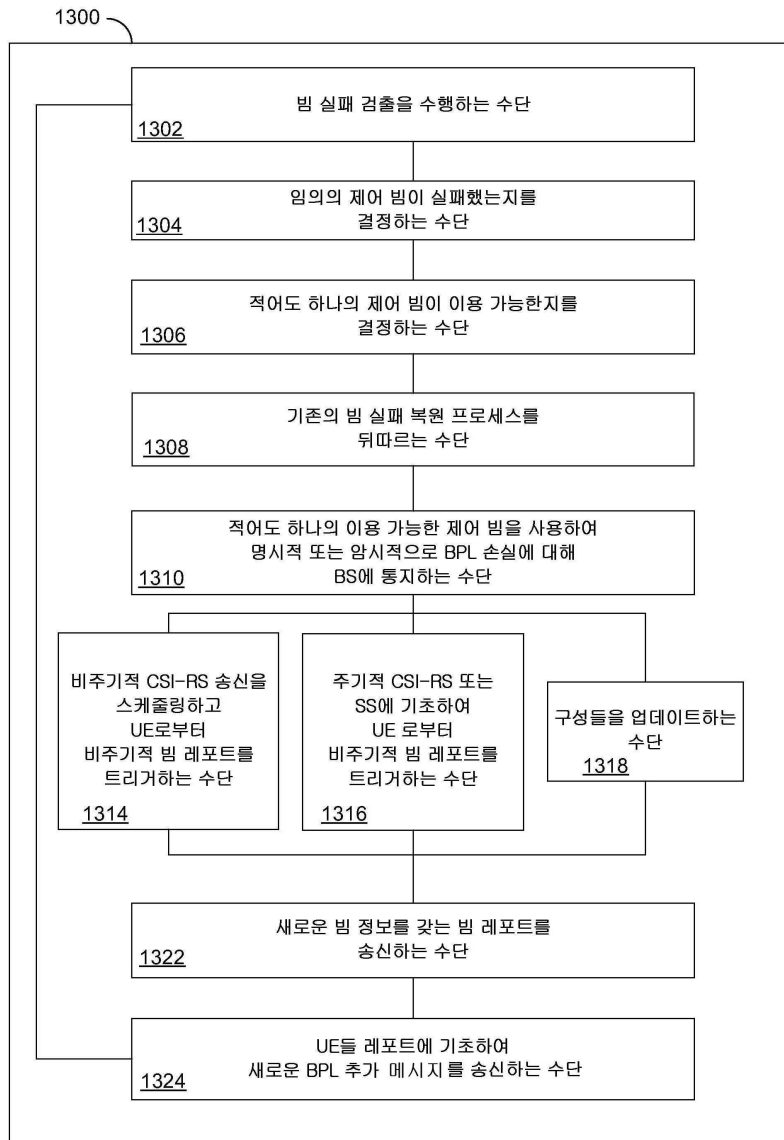 1300
빔 실패 검출을 수행하는 수단
1302
임의의 제어 빔이 실패했는지를
결정하는 수단
1304
적어도 하나의 제어 빔이 이용 가능한지를
결정하는 수단
1306
기존의 빔 실패 복원 프로세스를
뒤따르는 수단
1308
적어도 하나의 이용 가능한 제어 빔을 사용하여
명시적 또는 암시적으로 BPL 손실에 대해
BS에 통지하는 수단
1310
비주기적 CSI-RS 송신을
스케줄링하고
UE로부터
비주기적 빔 레포트를
트리거하는 수단
1314
주기적 CSI-RS 또는
SS에 기초하여
UE 로부터
비주기적 빔 레포트를
트리거하는 수단
1316
구성들을 업데이트하는
수단
1318
새로운 빔 정보를 갖는 빔 레포트를
송신하는 수단
1322
UE들 레포트에 기초하여
새로운 BPL 추가 메시지를 송신하는 수단
1324